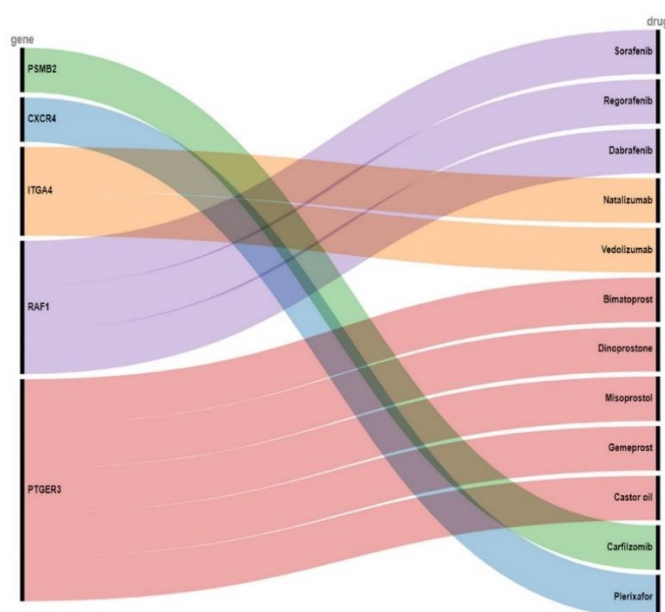 gene
drug
PSMB2
CXCR4
ITGA4
RAF1
PTGER3
Sorafenib
Regorafenib
Dabrafenib
Natalizumab
Vedolizumab
Bimatoprost
Dinoprostone
Misoprostol
Gemeprost
Castor oil
Carfilzomib
Plerixafor